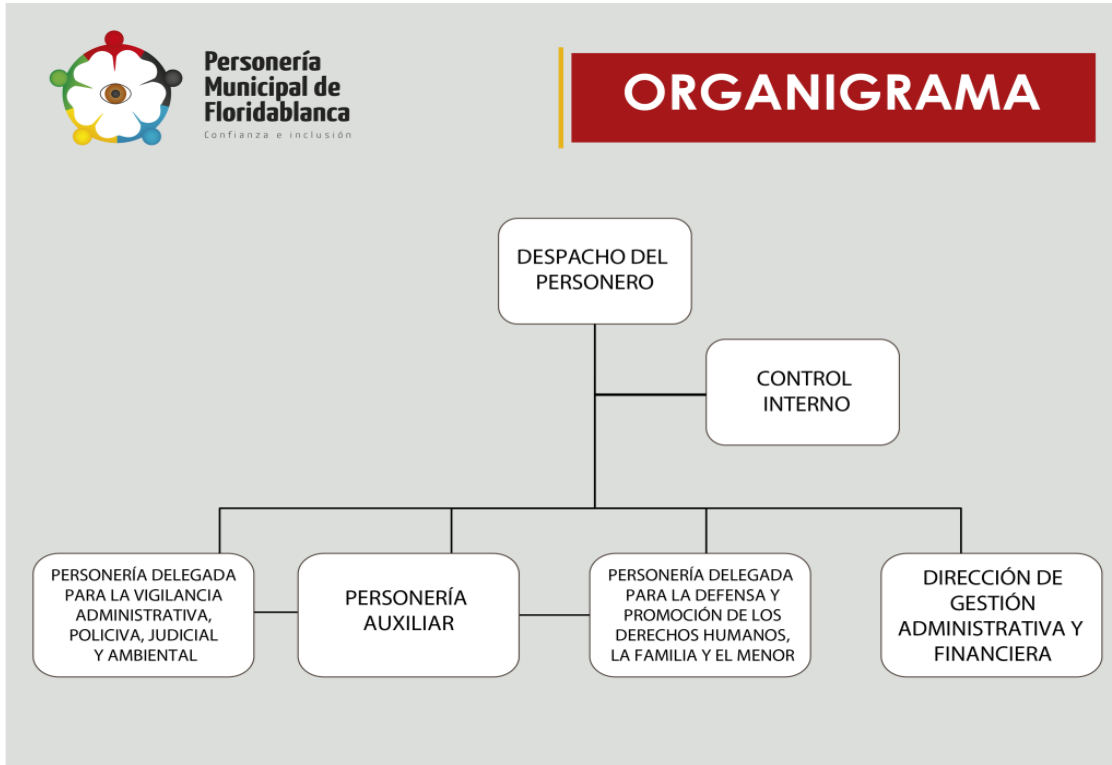 Personería
Municipal de
Floridablanca
Confianza e inclusión
ORGANIGRAMA
DESPACHO DEL
PERSONERO
CONTROL
INTERNO
PERSONERÍA DELEGADA
PARA LA VIGILANCIA
ADMINISTRATIVA,
POLICIVA, JUDICIAL
Y AMBIENTAL
PERSONERÍA
AUXILIAR
PERSONERÍA DELEGADA
PARA LA DEFENSA Y
PROMOCIÓN DE LOS
DERECHOS HUMANOS,
LA FAMILIA Y EL MENOR
DIRECCIÓN DE
GESTIÓN
ADMINISTRATIVA Y
FINANCIERA